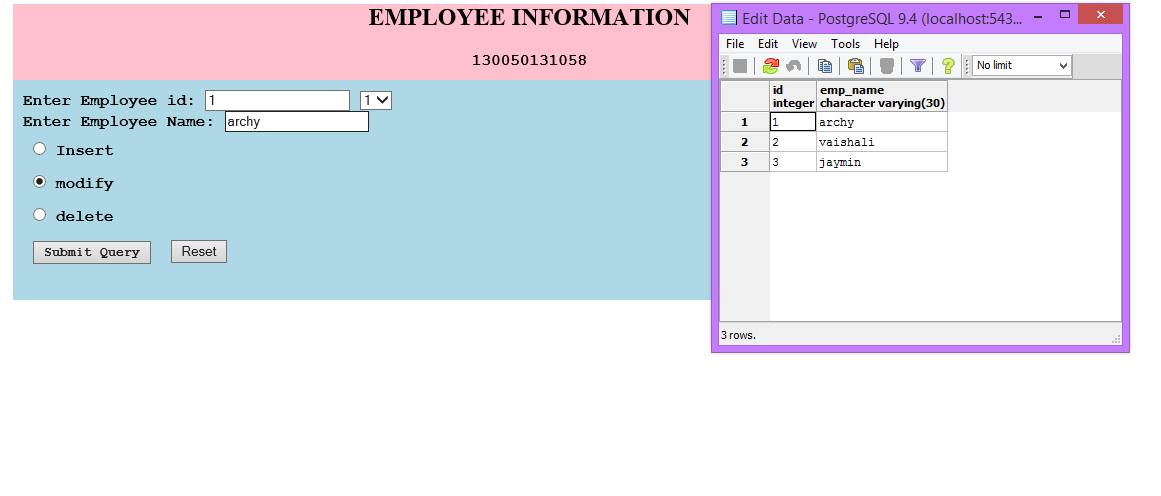 EMPLOYEE INFORMATION
130050131058
Enter Employee id: 1 1
Enter Employee Name: archy
Insert
modify
delete
Submit Query Reset
Edit Data - PostgreSQL 9.4 (localhost:543...
File Edit View Tools Help
No limit
id emp_name
integer character varying(30)
1 1 archy
2 2 vaishali
3 3 jaymin
3 rows.